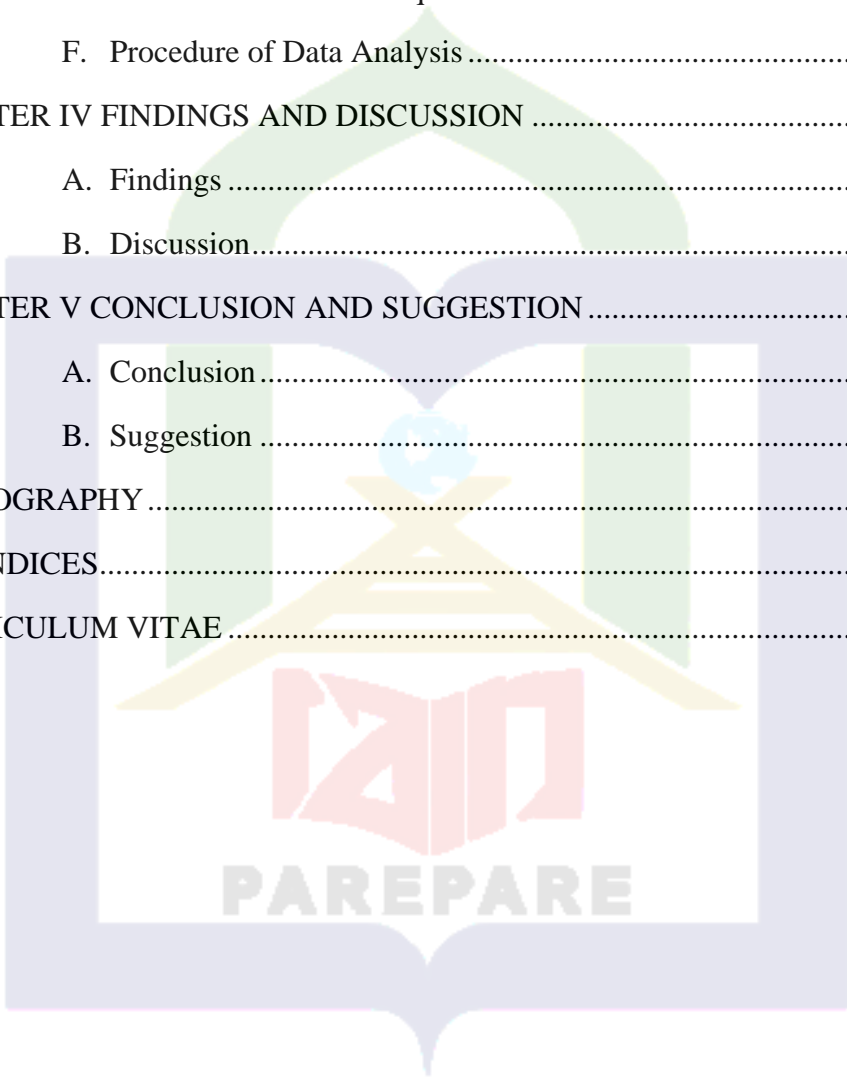 F. Procedure of Data Analysis ................................................
TER IV FINDINGS AND DISCUSSION ........................................
A. Findings ...............................................................................
B. Discussion............................................................................
TER V CONCLUSION AND SUGGESTION .................................
A. Conclusion...........................................................................
B. Suggestion ...........................................................................
OGRAPHY .........................................................................................
NDICES...............................................................................................
ICULUM VITAE ...............................................................................
PAREPARE